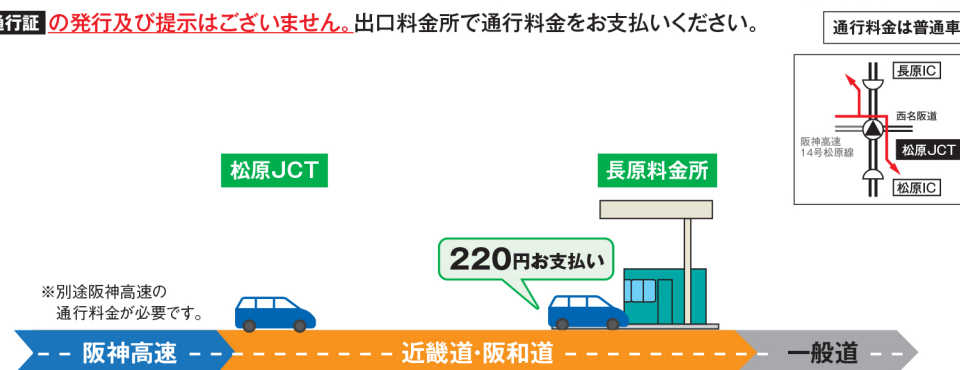 通行証 の発行及び提示はございません。出口料金所で通行料金をお支払いください。
通行料金は普通車
長原IC
西名阪道
阪神高速
14号松原線
松原JCT
松原IC
松原JCT
長原料金所
220円お支払い
※別途阪神高速の
通行料金が必要です。
阪神高速
近畿道・阪和道
一般道